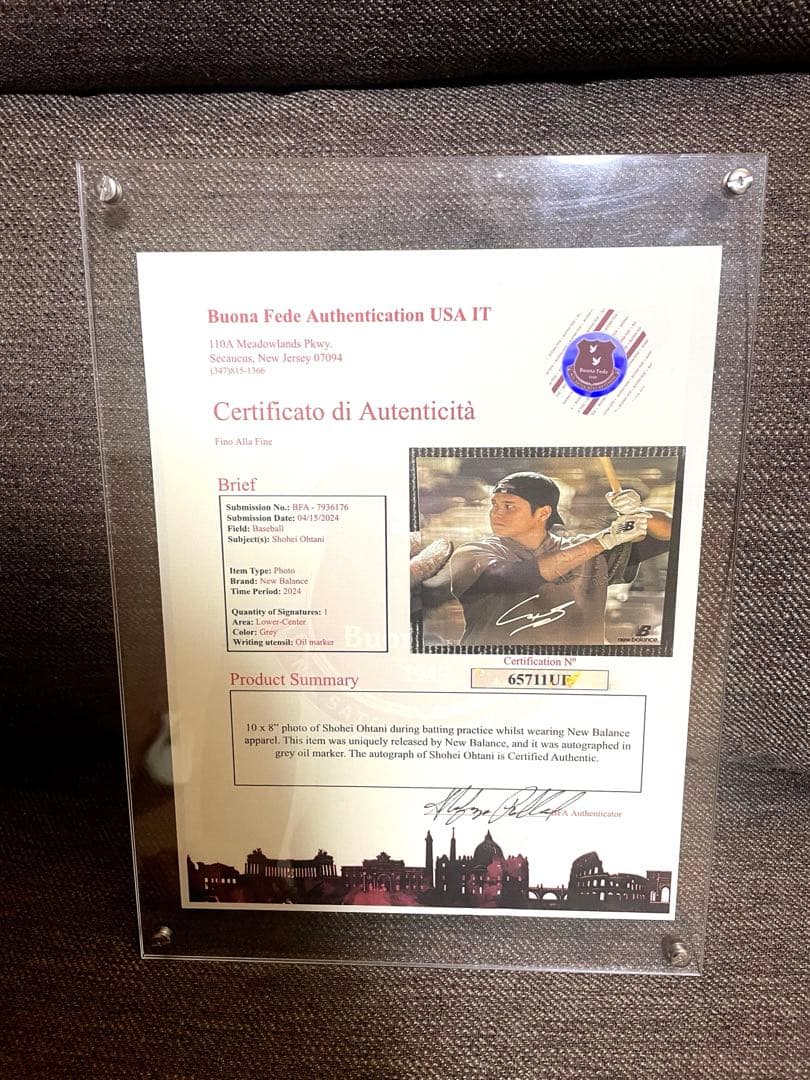 Buona Fede Authentication USA IT
110A Meadowlands Pkwy.
Secaucus, New Jersey 07094
(347)815-1366
Buona Fede
Certificato di Autenticità
Fino Alla Fine
Brief
Submission No.: BFA - 7936176
Submission Date: 04/15/2024
Field: Baseball
Subject(s): Shohei Ohtani
Item Type: Photo
Brand: New Balance
Time Period: 2024
Quantity of Signatures: 1
Area: Lower-Center
Color: Grey
Writing utensil: Oil marker
new balance
Certification Nº
65711UF
Product Summary
10 x 8” photo of Shohei Ohtani during batting practice whilst wearing New Balance
apparel. This item was uniquely released by New Balance, and it was autographed in
grey oil marker. The autograph of Shohei Ohtani is Certified Authentic.
BFA Authenticator